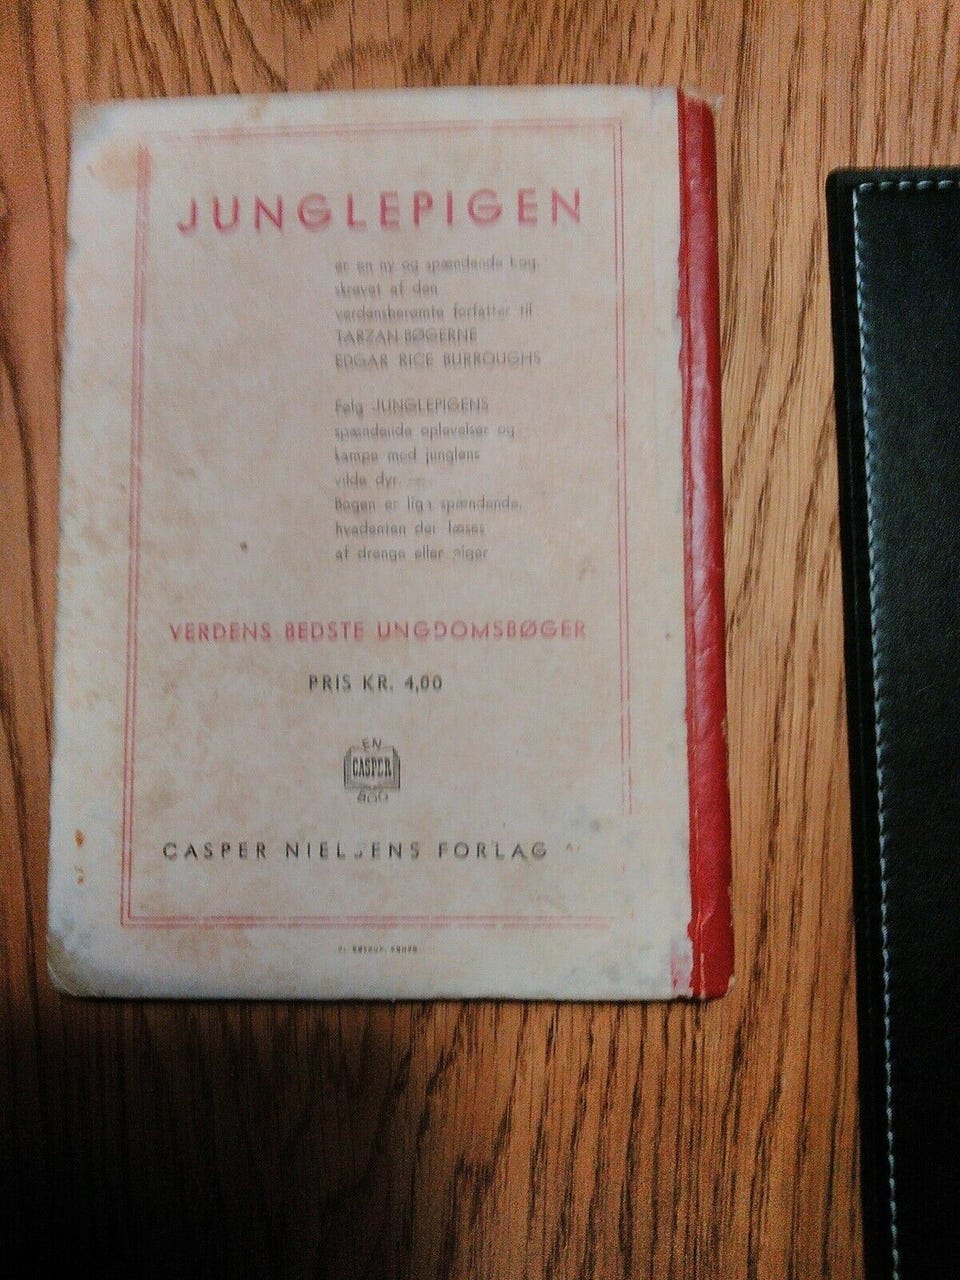 JUNGLEPIGEN
er en ny og spændende bog,
skrevet af den
verdensberømte forfatter til
TARZAN-BØGERNE
EDGAR RICE BURROUGHS
Følg JUNGLEPIGENS
spændende oplevelser og
kampe med junglens
vilde dyr. —
Bogen er lige spændende,
hvadenten der læses
af drenge eller piger
VERDENS BEDSTE UNGDOMSBØGER
PRIS KR. 4,00
EN
CASPER
BOG
CASPER NIELSENS FORLAG